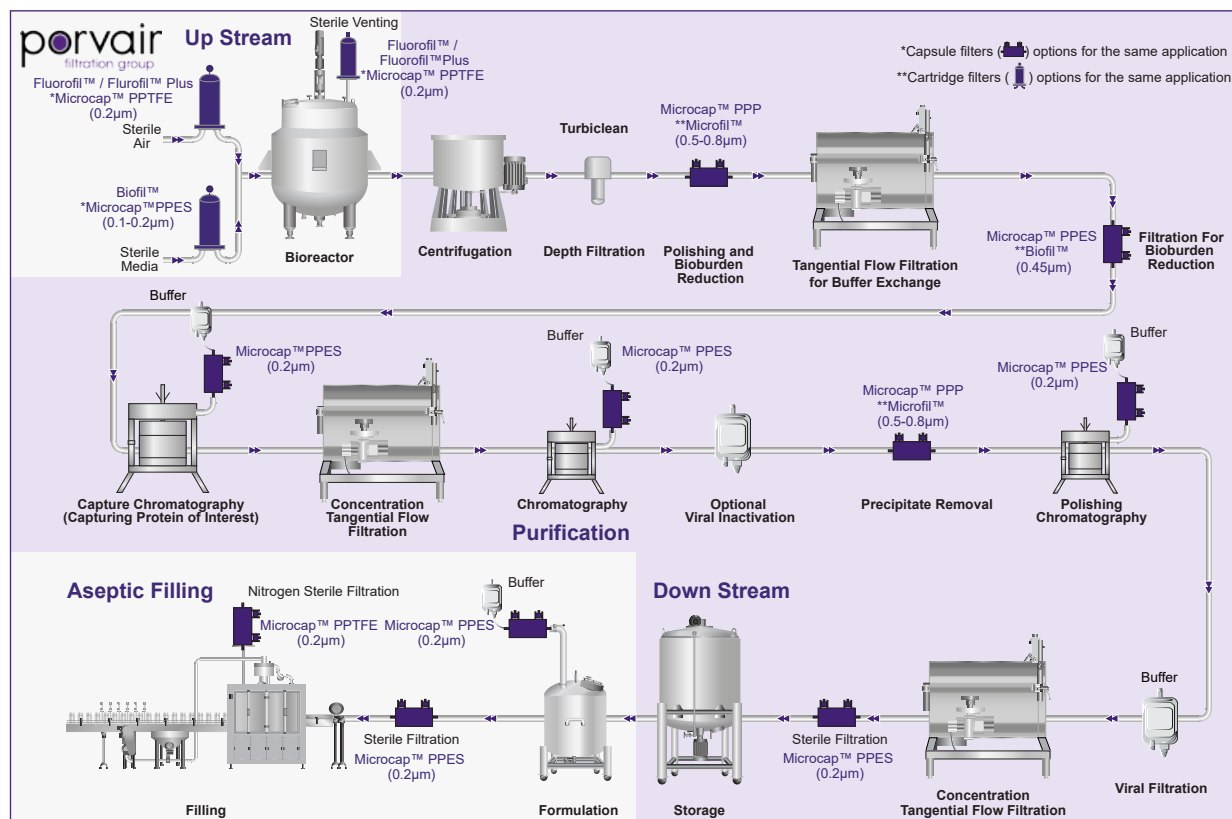 porvair
filtration group
Up Stream
Sterile Venting
Fluorofil™ /
Fluorofil™Plus
*Microcap™ PPTFE
(0.2µm)
*Capsule filters ( ) options for the same application
**Cartridge filters ( ) options for the same application
Fluorofil™ / Flurofil™ Plus
*Microcap™ PPTFE
(0.2µm)
Sterile
Air
Biofil™
*Microcap™PPES
(0.1-0.2µm)
Sterile
Media
Bioreactor
Centrifugation
Turbiclean
Depth Filtration
Microcap™ PPP
**Microfil™
(0.5-0.8µm)
Polishing and
Bioburden
Reduction
Tangential Flow Filtration
for Buffer Exchange
Microcap™ PPES
**Biofil™
(0.45µm)
Filtration For
Bioburden
Reduction
Buffer
Microcap™PPES
(0.2µm)
Capture Chromatography
(Capturing Protein of Interest)
Concentration
Tangential Flow
Filtration
Buffer
Microcap™ PPES
(0.2µm)
Chromatography
Optional
Viral Inactivation
Microcap™ PPP
**Microfil™
(0.5-0.8µm)
Precipitate Removal
Buffer
Microcap™ PPES
(0.2µm)
Polishing
Chromatography
Purification
Aseptic Filling
Nitrogen Sterile Filtration
Microcap™ PPTFE
(0.2µm)
Buffer
Microcap™ PPES
(0.2µm)
Sterile Filtration
Microcap™ PPES
(0.2µm)
Filling
Formulation
Down Stream
Storage
Sterile Filtration
Microcap™ PPES
(0.2µm)
Concentration
Tangential Flow Filtration
Buffer
Viral Filtration